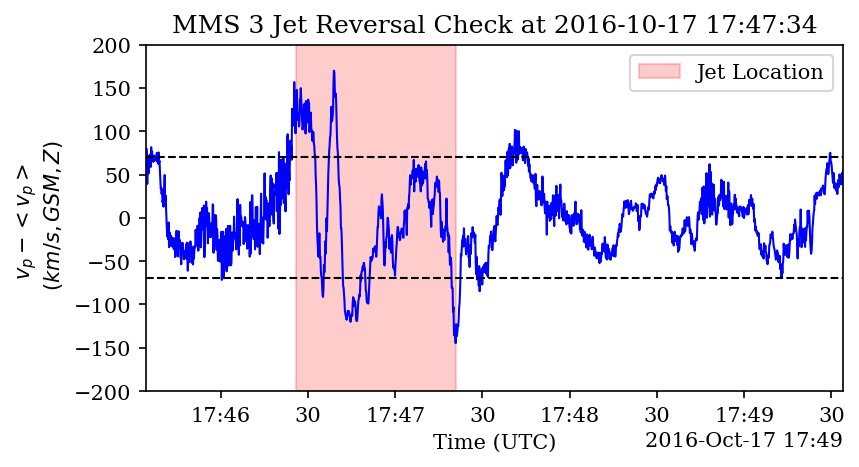 MMS 3 Jet Reversal Check at 2016-10-17 17:47:34
v_p − < v_p >
(km/s, GSM, Z)
200
150
100
50
0
−50
−100
−150
−200
Jet Location
17:46 30 17:47 30 17:48 30 17:49 30
Time (UTC)
2016-Oct-17 17:49